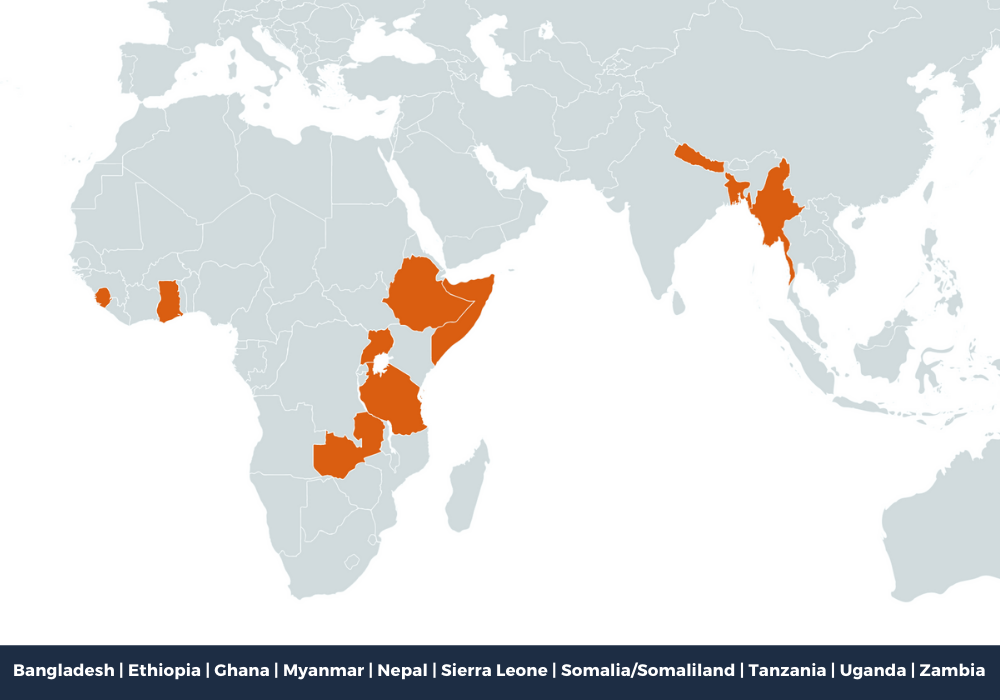 Bangladesh | Ethiopia | Ghana | Myanmar | Nepal | Sierra Leone | Somalia/Somaliland | Tanzania | Uganda | Zambia